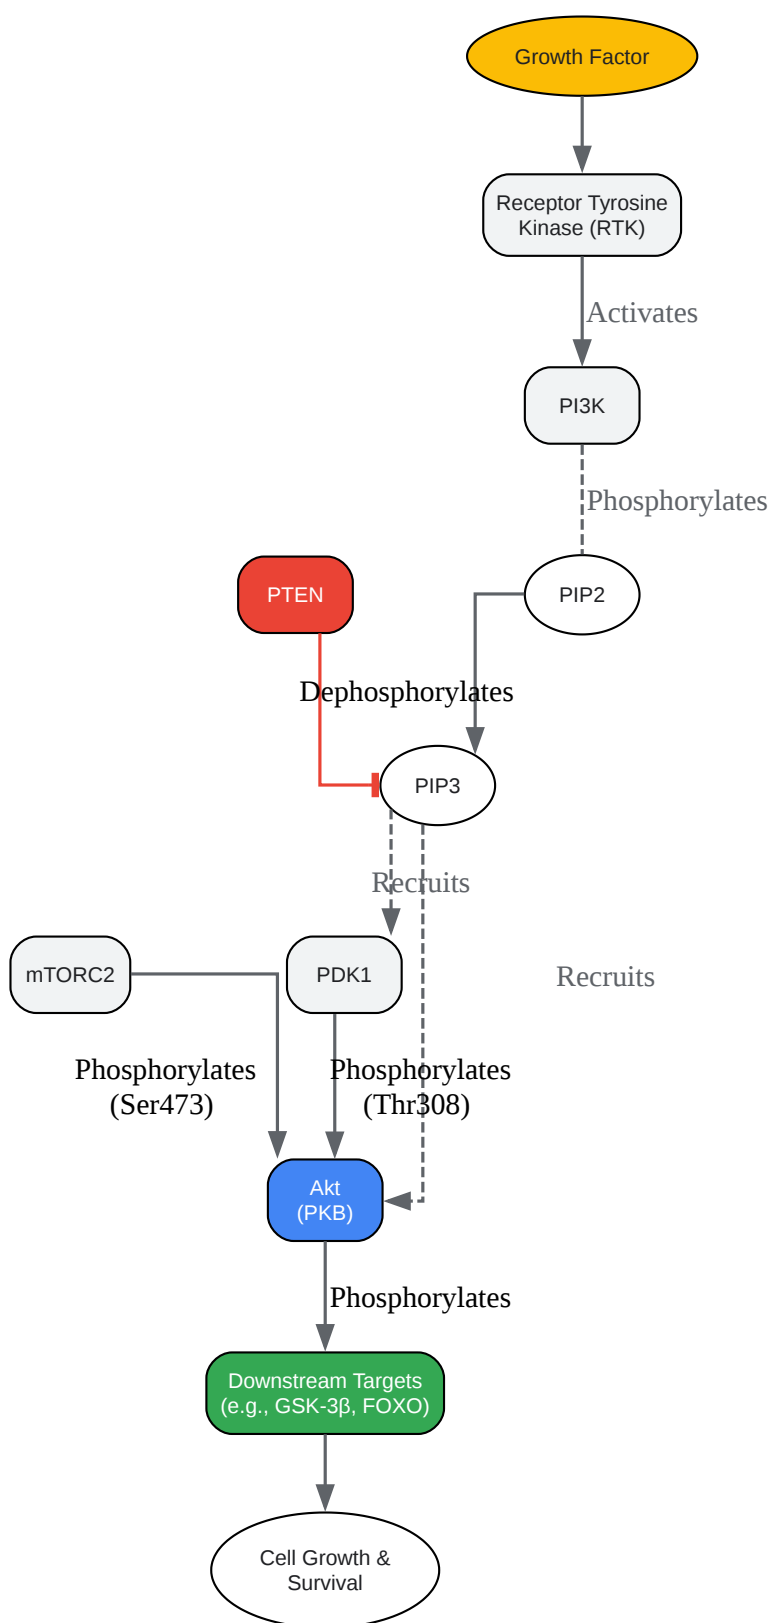 Growth Factor
Receptor Tyrosine
Kinase (RTK)
Activates
PI3K
Phosphorylates
PTEN
PIP2
Dephosphorylates
PIP3
Recruits
mTORC2
PDK1
Recruits
Phosphorylates
(Ser473)
Phosphorylates
(Thr308)
Akt
(PKB)
Phosphorylates
Downstream Targets
(e.g., GSK-3β, FOXO)
Cell Growth &
Survival